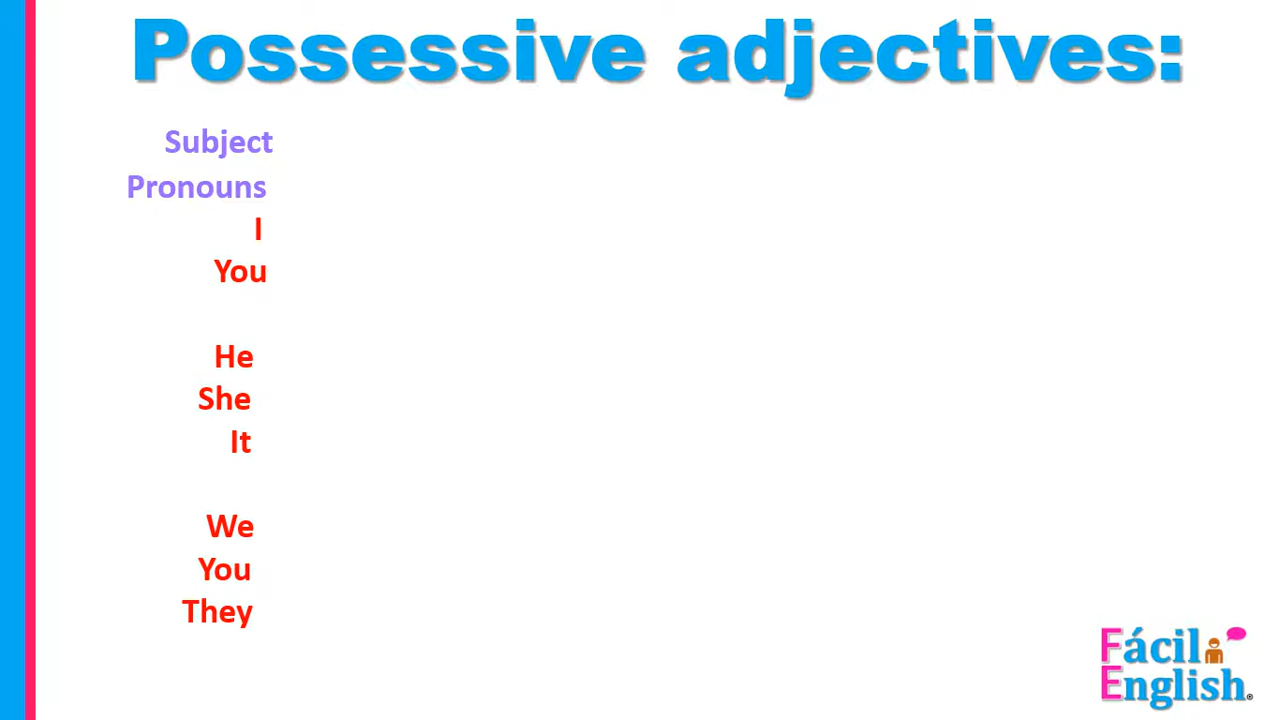 Possessive adjectives:
Subject
Pronouns
I
You
He
She
It
We
You
They
Fácil
English®